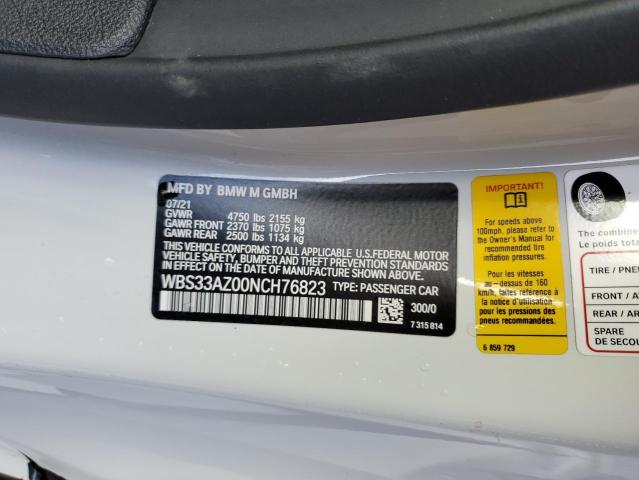 MFD BY BMW M GMBH
07/21
GVWR 4750 lbs 2155 kg
GAWR FRONT 2370 lbs 1075 kg
GAWR REAR 2500 lbs 1134 kg
THIS VEHICLE CONFORMS TO ALL APPLICABLE U.S.FEDERAL MOTOR
VEHICLE SAFETY, BUMPER AND THEFT PREVENTION STANDARDS
IN EFFECT ON THE DATE OF MANUFACTURE SHOWN ABOVE.
WBS33AZ00NCH76823 TYPE: PASSENGER CAR
300/0
7 315 814
IMPORTANT!
For speeds above
100mph, please refer to
the Owner's Manual for
recommended tire
inflation pressure.
Pour les vitesses
au - dessus de 160
km/h, faites référence à
la notice d'utilisation
pour une pression de
pneus adaptée.
6 859 729
The combine
Le poids tota
TIRE / PNE
FRONT / AV
REAR / AR
SPARE
DE SECOU